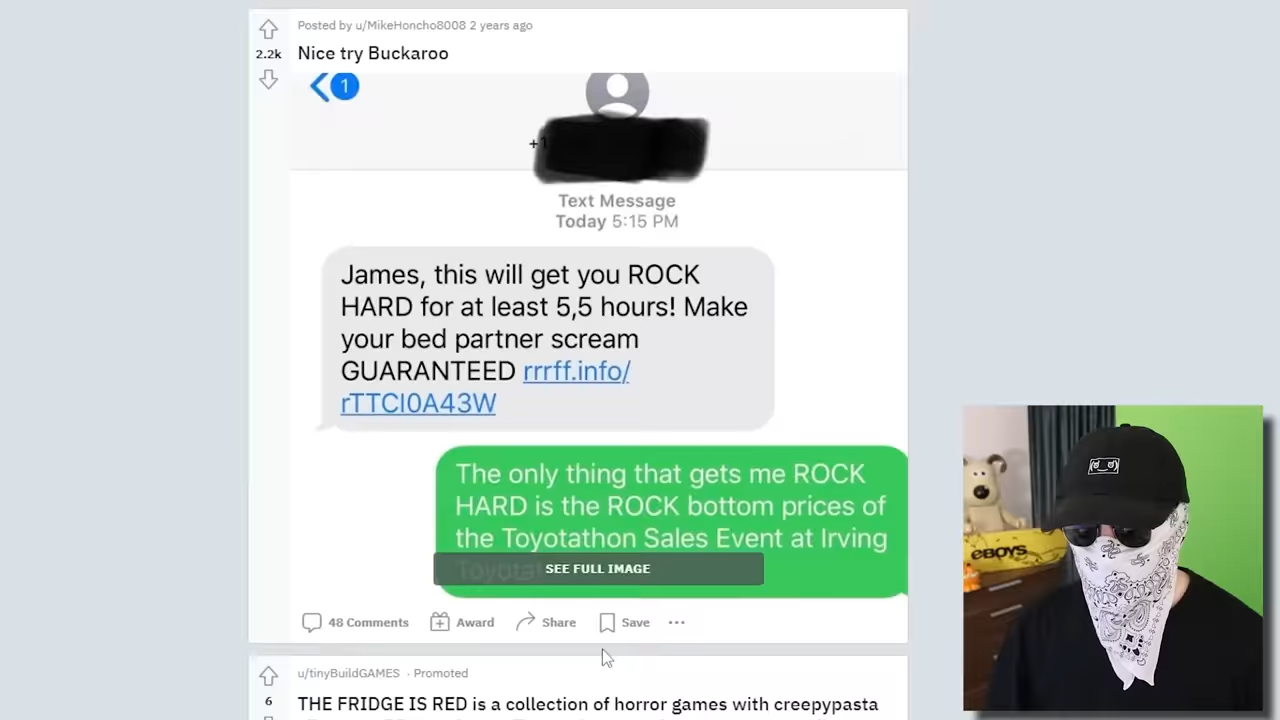 Posted by u/MikeHoncho8008 2 years ago
2.2k
Nice try Buckaroo
1
+1
Text Message
Today 5:15 PM
James, this will get you ROCK
HARD for at least 5,5 hours! Make
your bed partner scream
GUARANTEED rrrff.info/
rTTCI0A43W
The only thing that gets me ROCK
HARD is the ROCK bottom prices of
the Toyotathon Sales Event at Irving
SEE FULL IMAGE
48 Comments
Award
Share
Save
u/tinyBuildGAMES · Promoted
6
THE FRIDGE IS RED is a collection of horror games with creepypasta
eBOYS